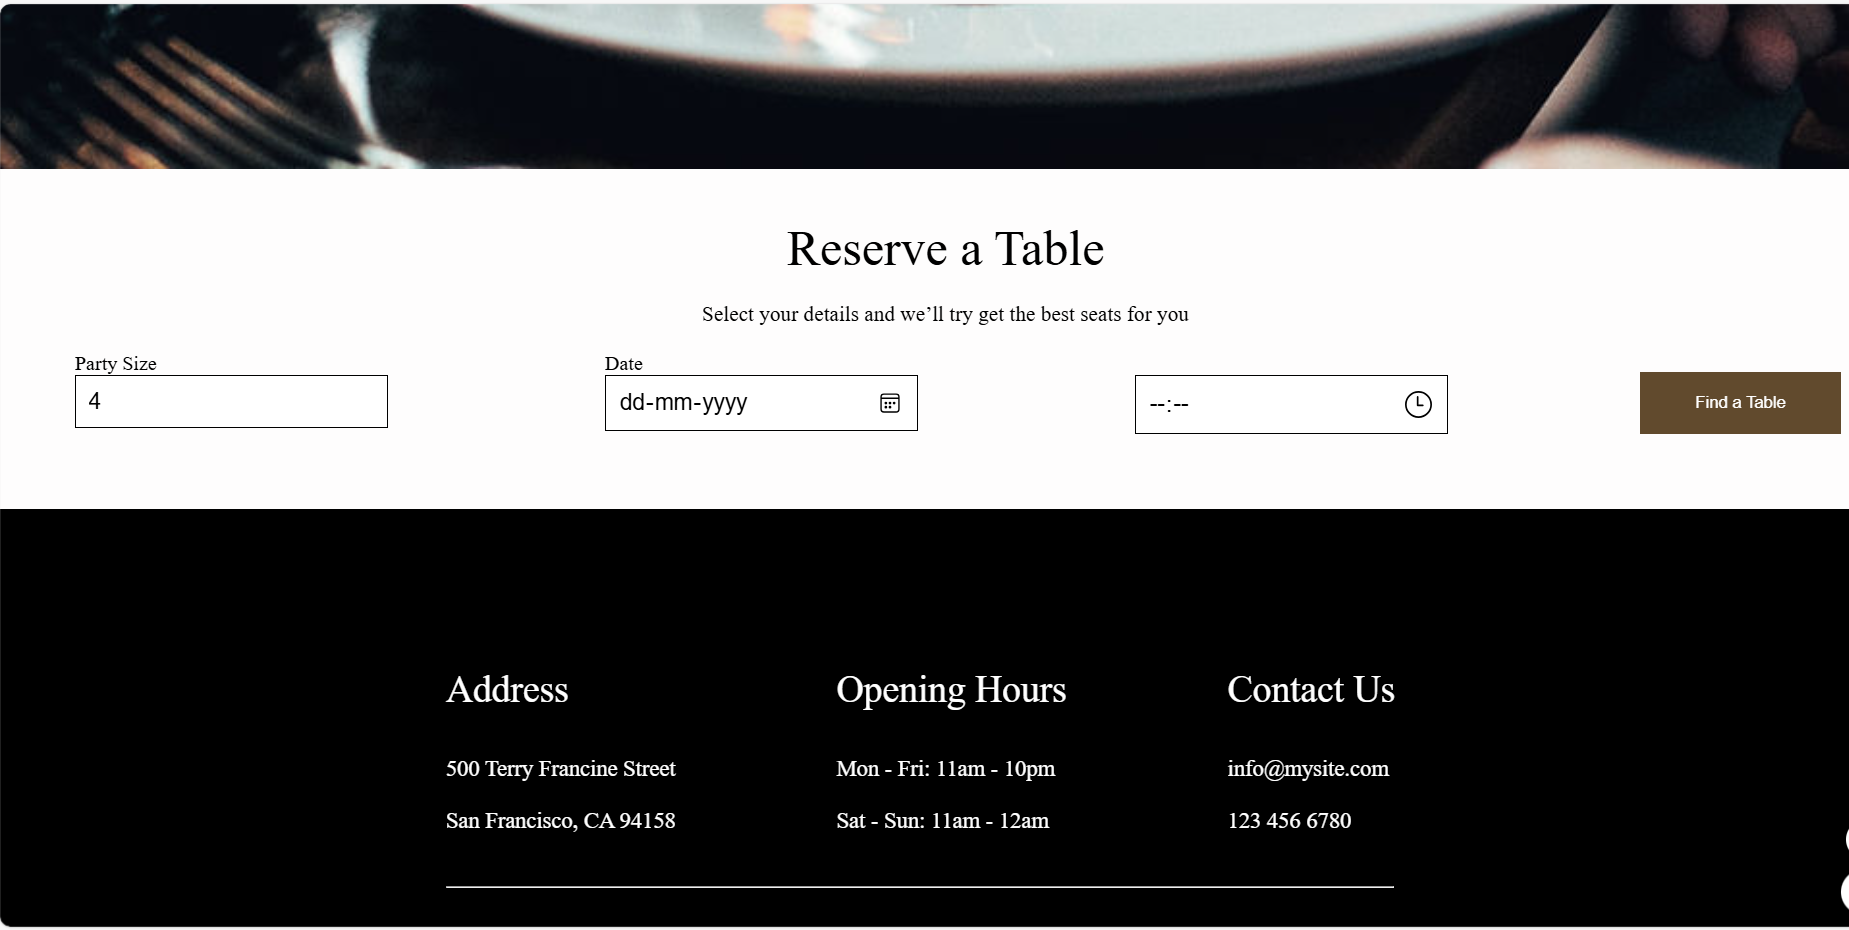 Reserve a Table
Select your details and we’ll try get the best seats for you
Party Size
4
Date
dd-mm-yyyy
--:--
Find a Table
Address
500 Terry Francine Street
San Francisco, CA 94158
Opening Hours
Mon - Fri: 11am - 10pm
Sat - Sun: 11am - 12am
Contact Us
info@mysite.com
123 456 6780